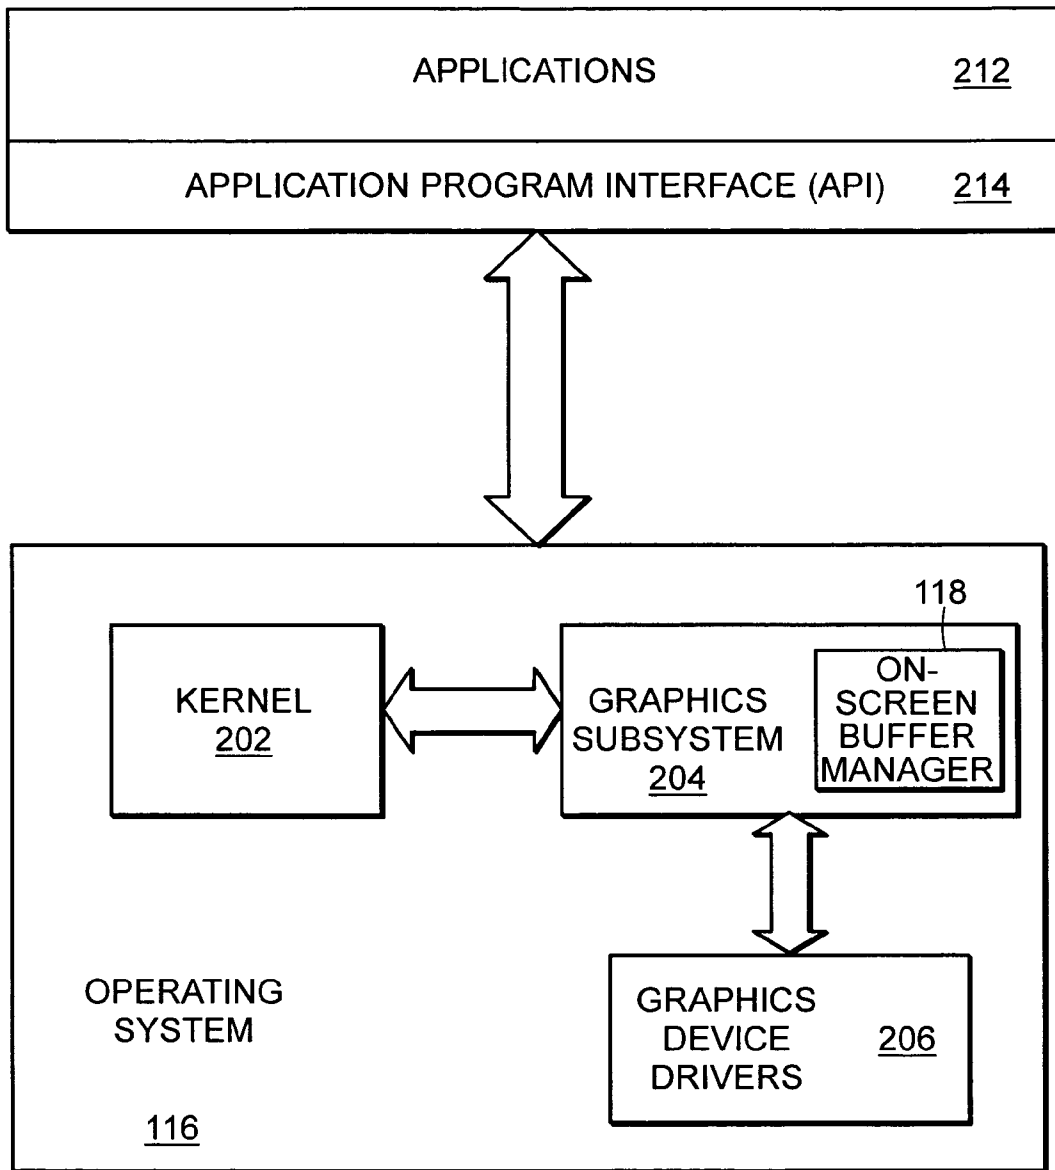 APPLICATIONS 212
APPLICATION PROGRAM INTERFACE (API) 214
118
KERNEL
202
GRAPHICS
SUBSYSTEM
204
ON-
SCREEN
BUFFER
MANAGER
OPERATING
SYSTEM
116
GRAPHICS
DEVICE
DRIVERS
206